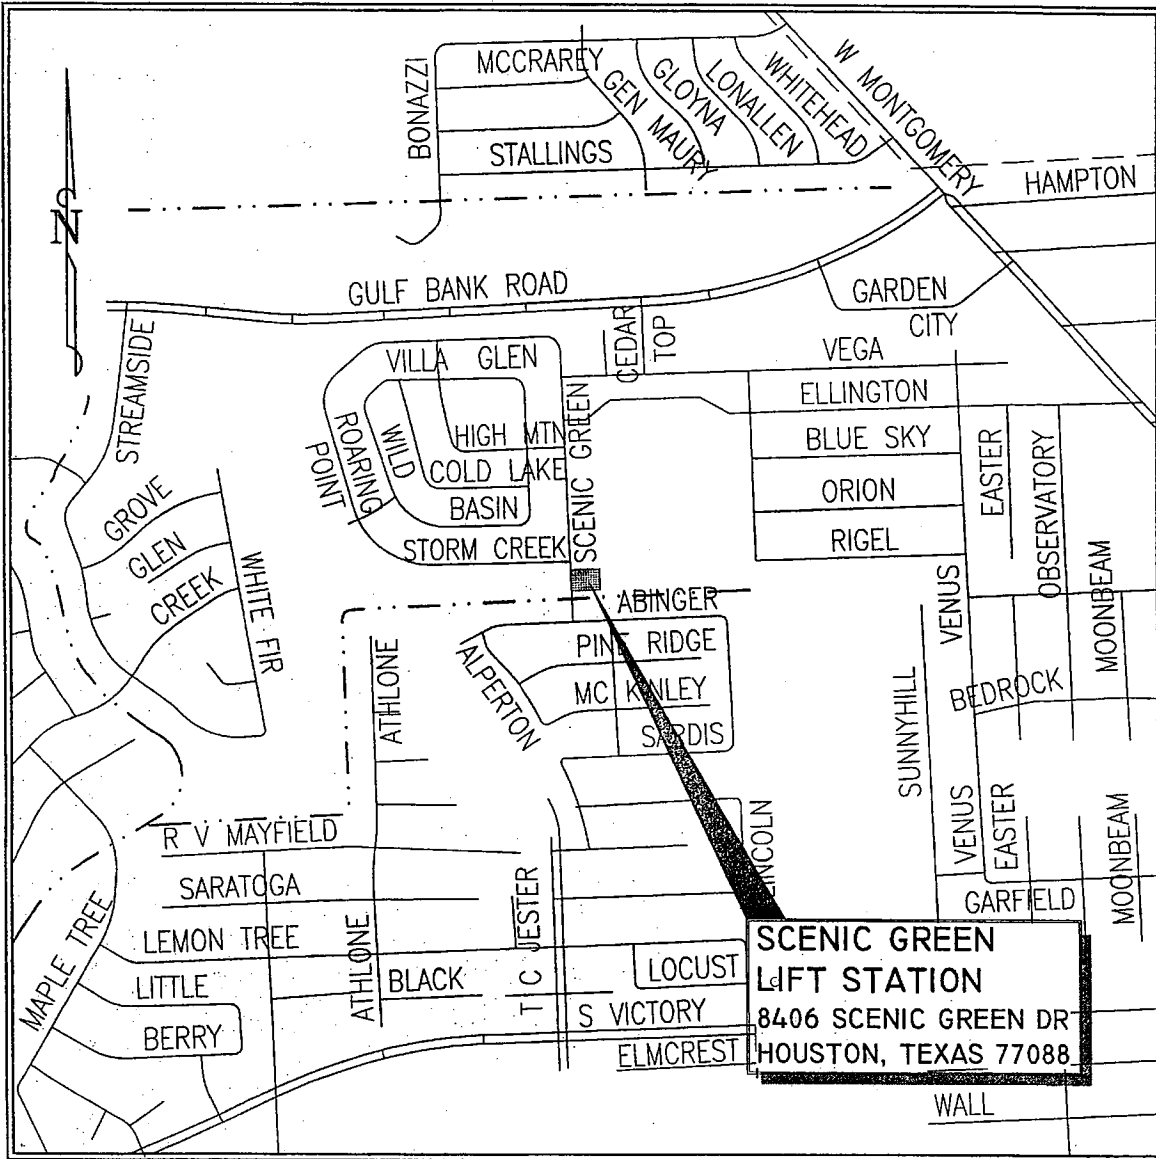 MCCRAREY
BONAZZI
GEN MAURY
GLOYNA
LONALLEN
WHITEHEAD
W MONTGOMERY
STALLINGS
HAMPTON
N
GULF BANK ROAD
GARDEN
CITY
STREAMSIDE
CEDAR
TOP
VILLA GLEN
VEGA
ELLINGTON
SCENIC GREEN
ROARING
POINT
WILD
HIGH MTN
COLD LAKE
BASIN
STORM CREEK
BLUE SKY
ORION
RIGEL
EASTER
OBSERVATORY
GROVE
GLEN
CREEK
WHITE FIR
VENUS
MOONBEAM
ABINGER
PINE RIDGE
MC KINLEY
SARDIS
ALPERTON
ATHLONE
BEDROCK
SUNNYHILL
R V MAYFIELD
SARATOGA
LEMON TREE
LITTLE
BERRY
MAPLE TREE
ATHLONE
BLACK
T C JESTER
LINCOLN
VENUS
EASTER
MOONBEAM
GARFIELD
LOCUST
S VICTORY
ELMCREST
SCENIC GREEN
LIFT STATION
8406 SCENIC GREEN DR
HOUSTON, TEXAS 77088
WALL